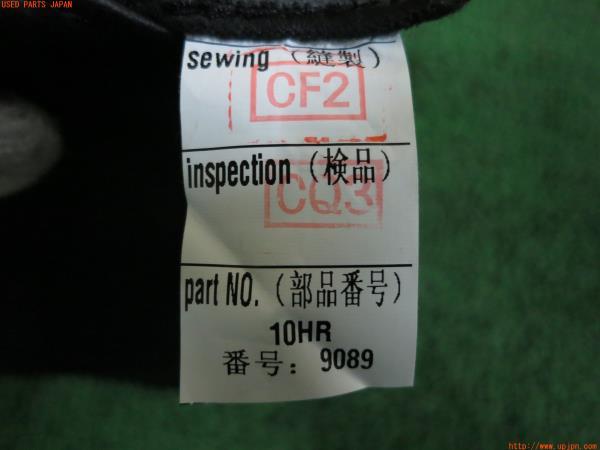 USED PARTS JAPAN
sewing (縫製)
CF2
inspection (検品)
CQ3
part NO. (部品番号)
10HR
番号: 9089
http://www.upjpn.com/